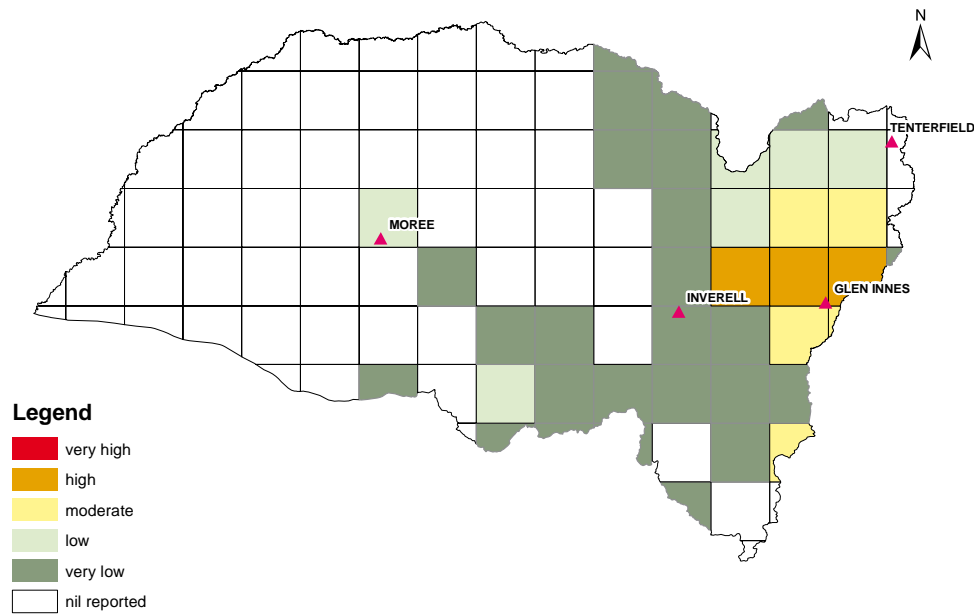 N
TENTERFIELD
MOREE
GLEN INNES
INVERELL
Legend
very high
high
moderate
low
very low
nil reported